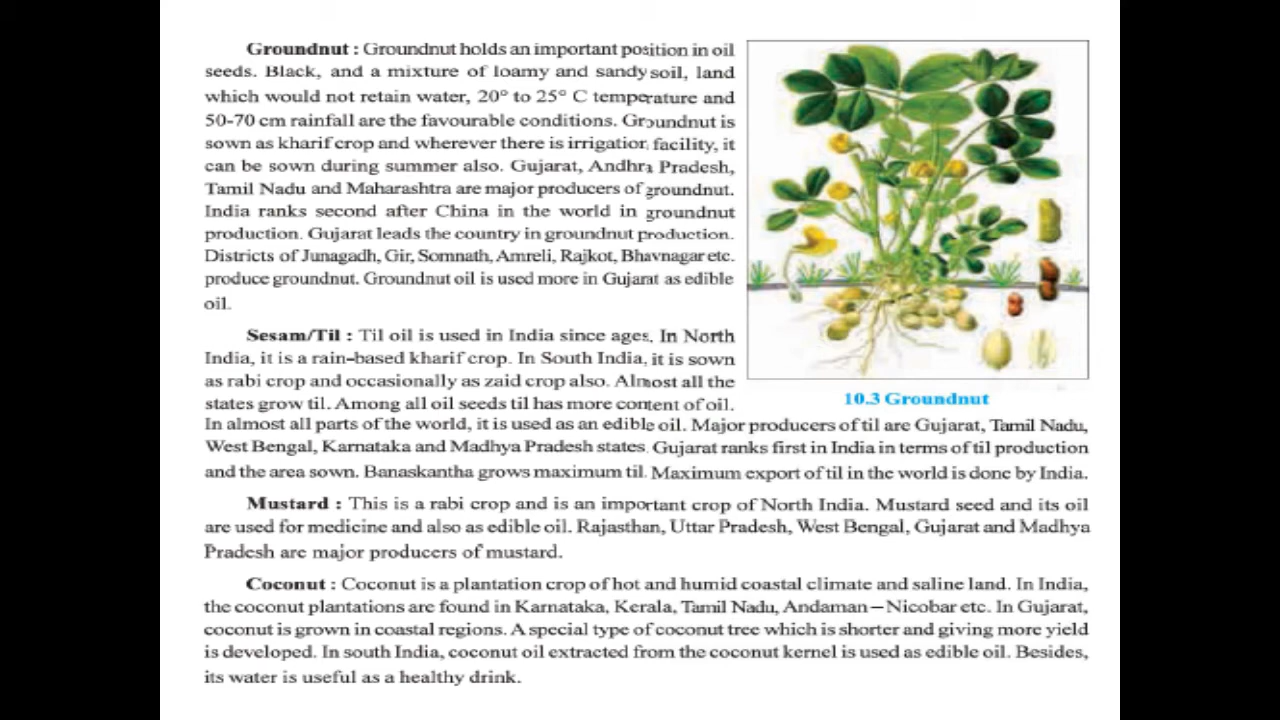 Groundnut : Groundnut holds an important position in oil
seeds. Black, and a mixture of loamy and sandy soil, land
which would not retain water, 20° to 25° C temperature and
50-70 cm rainfall are the favourable conditions. Groundnut is
sown as kharif crop and wherever there is irrigation facility, it
can be sown during summer also. Gujarat, Andhra Pradesh,
Tamil Nadu and Maharashtra are major producers of groundnut.
India ranks second after China in the world in groundnut
production. Gujarat leads the country in groundnut production.
Districts of Junagadh, Gir, Somnath, Amreli, Rajkot, Bhavnagar etc.
produce groundnut. Groundnut oil is used more in Gujarat as edible
oil.
Sesam/Til : Til oil is used in India since ages. In North
India, it is a rain-based kharif crop. In South India, it is sown
as rabi crop and occasionally as zaid crop also. Almost all the
states grow til. Among all oil seeds til has more content of oil.
10.3 Groundnut
In almost all parts of the world, it is used as an edible oil. Major producers of til are Gujarat, Tamil Nadu,
West Bengal, Karnataka and Madhya Pradesh states. Gujarat ranks first in India in terms of til production
and the area sown. Banaskantha grows maximum til. Maximum export of til in the world is done by India.
Mustard : This is a rabi crop and is an important crop of North India. Mustard seed and its oil
are used for medicine and also as edible oil. Rajasthan, Uttar Pradesh, West Bengal, Gujarat and Madhya
Pradesh are major producers of mustard.
Coconut : Coconut is a plantation crop of hot and humid coastal climate and saline land. In India,
the coconut plantations are found in Karnataka, Kerala, Tamil Nadu, Andaman – Nicobar etc. In Gujarat,
coconut is grown in coastal regions. A special type of coconut tree which is shorter and giving more yield
is developed. In south India, coconut oil extracted from the coconut kernel is used as edible oil. Besides,
its water is useful as a healthy drink.